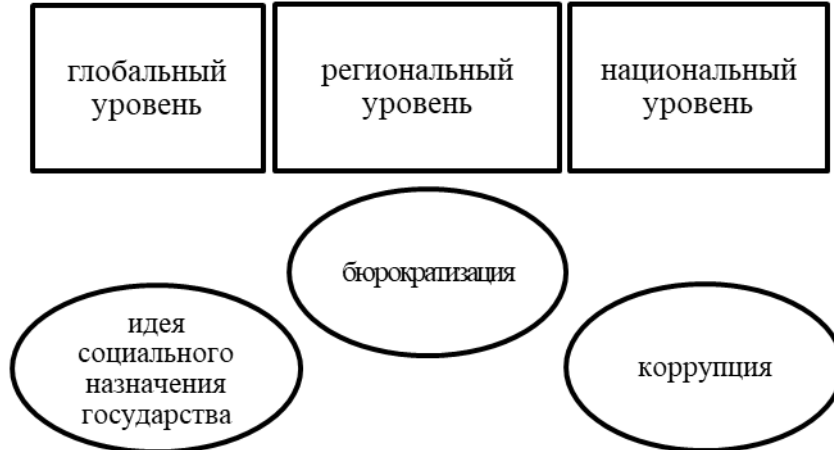 глобальный
уровень
региональный
уровень
национальный
уровень
бюрократизация
идея
социального
назначения
государства
коррупция